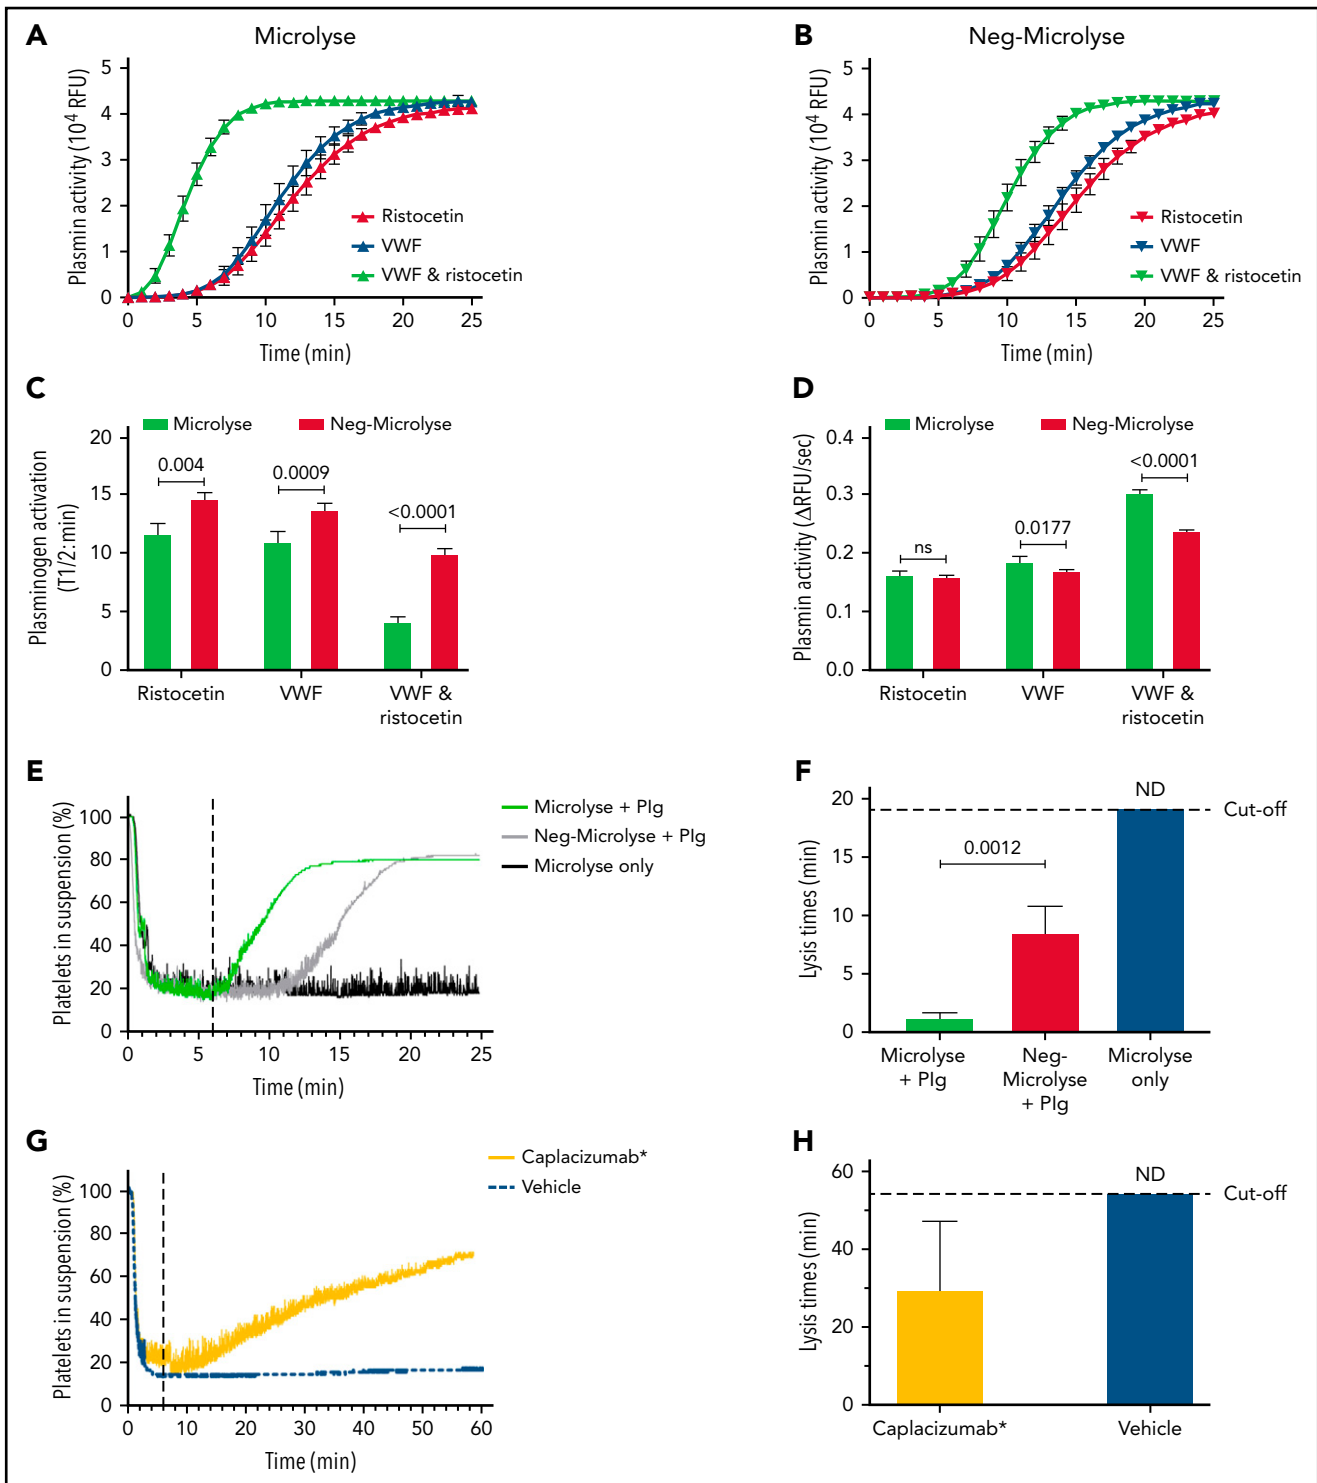 A
Microlyse
Plasmin activity (10⁴ RFU)
5
4
3
2
1
0
Ristocetin
VWF
VWF & ristocetin
0 5 10 15 20 25
Time (min)
B
Neg-Microlyse
Plasmin activity (10⁴ RFU)
5
4
3
2
1
0
Ristocetin
VWF
VWF & ristocetin
0 5 10 15 20 25
Time (min)
C
Microlyse Neg-Microlyse
Plasminogen activation
(T1/2: min)
20
15
10
5
0
0.004
0.0009
<0.0001
Ristocetin
VWF
VWF &
ristocetin
D
Microlyse Neg-Microlyse
Plasmin activity (ΔRFU/sec)
0.4
0.3
0.2
0.1
0.0
ns
0.0177
<0.0001
Ristocetin
VWF
VWF &
ristocetin
E
Platelets in suspension (%)
100
80
60
40
20
0
Microlyse + Plg
Neg-Microlyse + Plg
Microlyse only
0 5 10 15 20 25
Time (min)
F
Lysis times (min)
20
15
10
5
0
0.0012
ND
Cut-off
Microlyse
+ Plg
Neg-
Microlyse
+ Plg
Microlyse
only
G
Platelets in suspension (%)
100
80
60
40
20
0
Caplacizumab*
Vehicle
0 10 20 30 40 50 60
Time (min)
H
Lysis times (min)
60
40
20
0
ND
Cut-off
Caplacizumab*
Vehicle